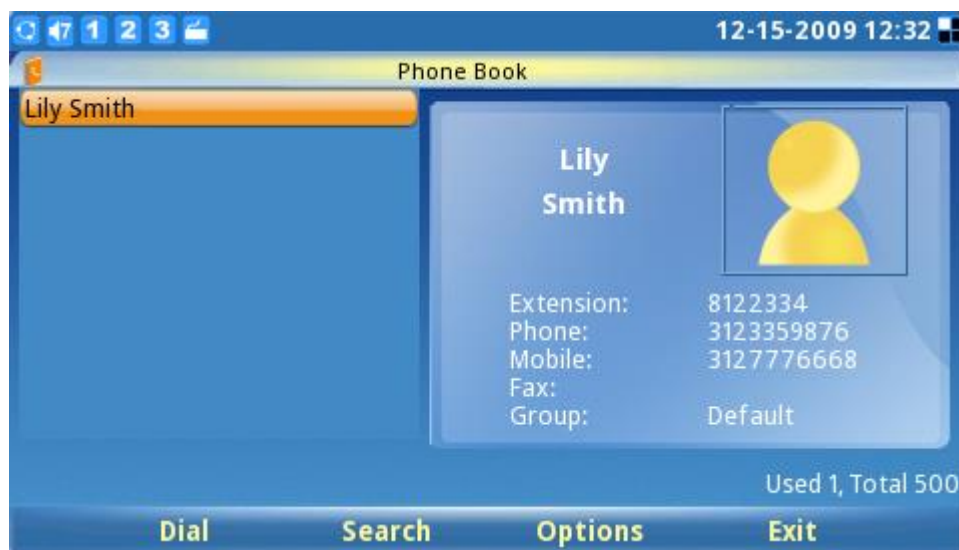 7 1 2 3 12-15-2009 12:32
Phone Book
Lily Smith
Lily
Smith
Extension: 8122334
Phone: 3123359876
Mobile: 3127776668
Fax:
Group: Default
Used 1, Total 500
Dial Search Options Exit